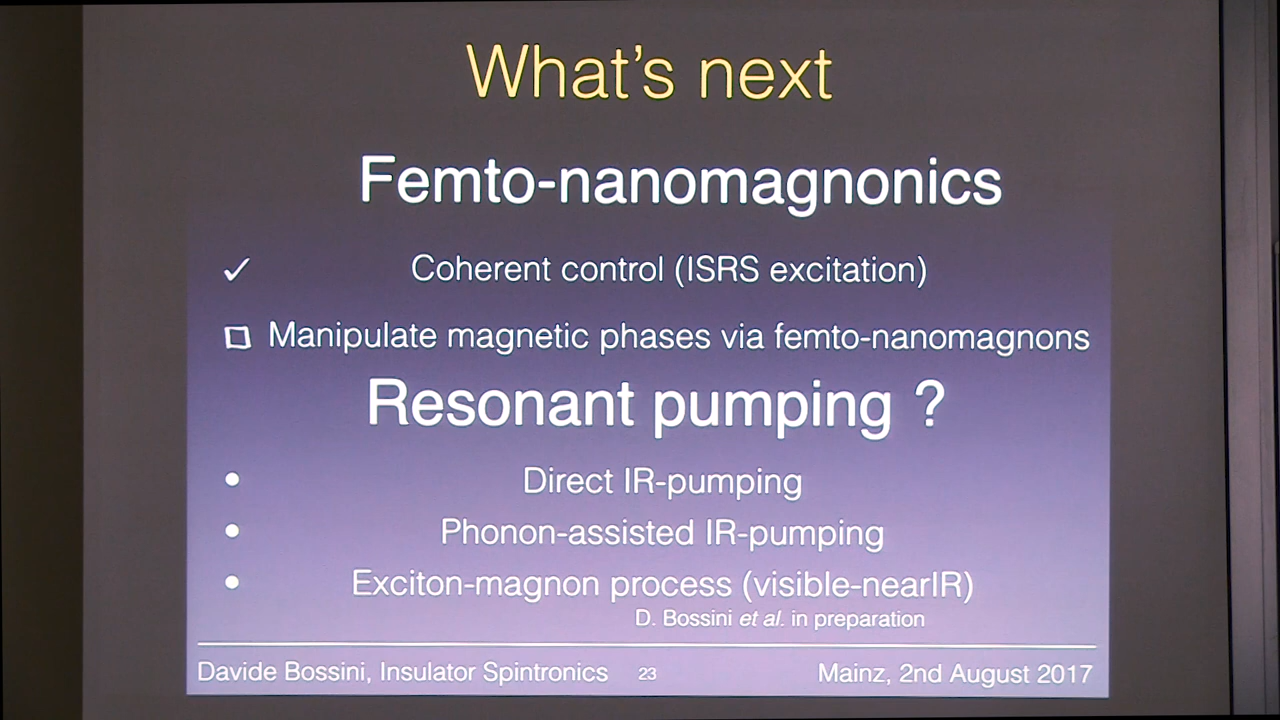 What's next
Femto-nanomagnonics
✓ Coherent control (ISRS excitation)
Manipulate magnetic phases via femto-nanomagnons
Resonant pumping ?
• Direct IR-pumping
• Phonon-assisted IR-pumping
• Exciton-magnon process (visible-nearIR)
D. Bossini et al. in preparation
Davide Bossini, Insulator Spintronics 23 Mainz, 2nd August 2017